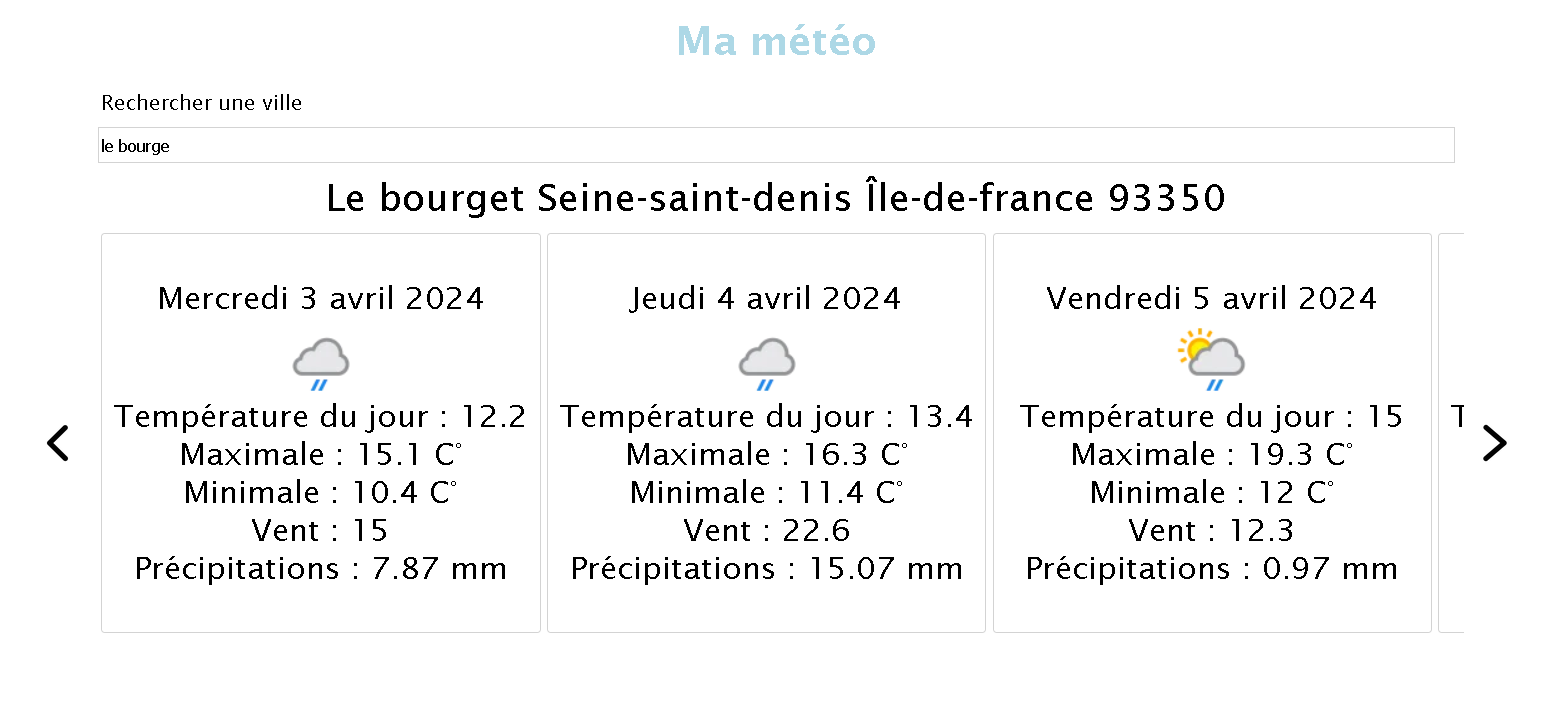 Ma météo
Rechercher une ville
le bourge
Le bourget Seine-saint-denis Île-de-france 93350
Mercredi 3 avril 2024
Température du jour : 12.2
Maximale : 15.1 C°
Minimale : 10.4 C°
Vent : 15
Précipitations : 7.87 mm
Jeudi 4 avril 2024
Température du jour : 13.4
Maximale : 16.3 C°
Minimale : 11.4 C°
Vent : 22.6
Précipitations : 15.07 mm
Vendredi 5 avril 2024
Température du jour : 15
Maximale : 19.3 C°
Minimale : 12 C°
Vent : 12.3
Précipitations : 0.97 mm
T